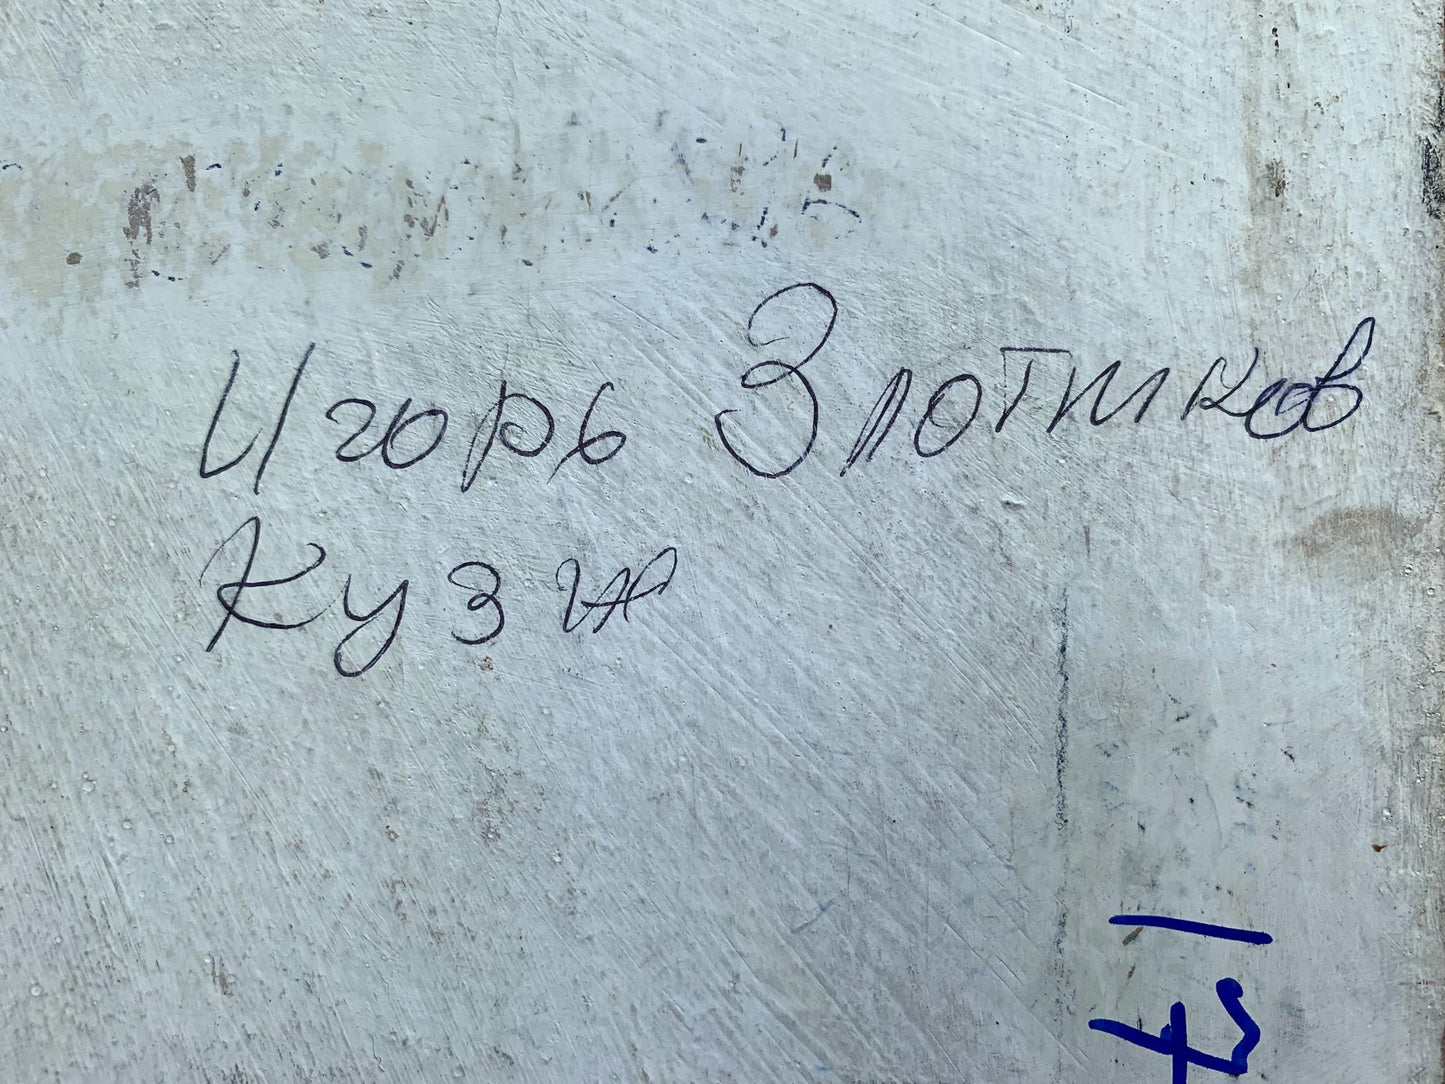 Игорь Злотников
Кузя